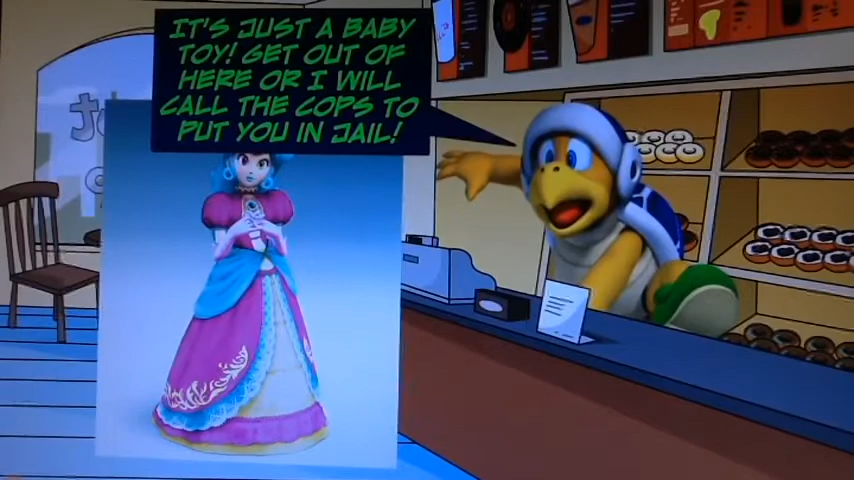 IT'S JUST A BABY
TOY! GET OUT OF
HERE OR I WILL
CALL THE COPS TO
PUT YOU IN JAIL!